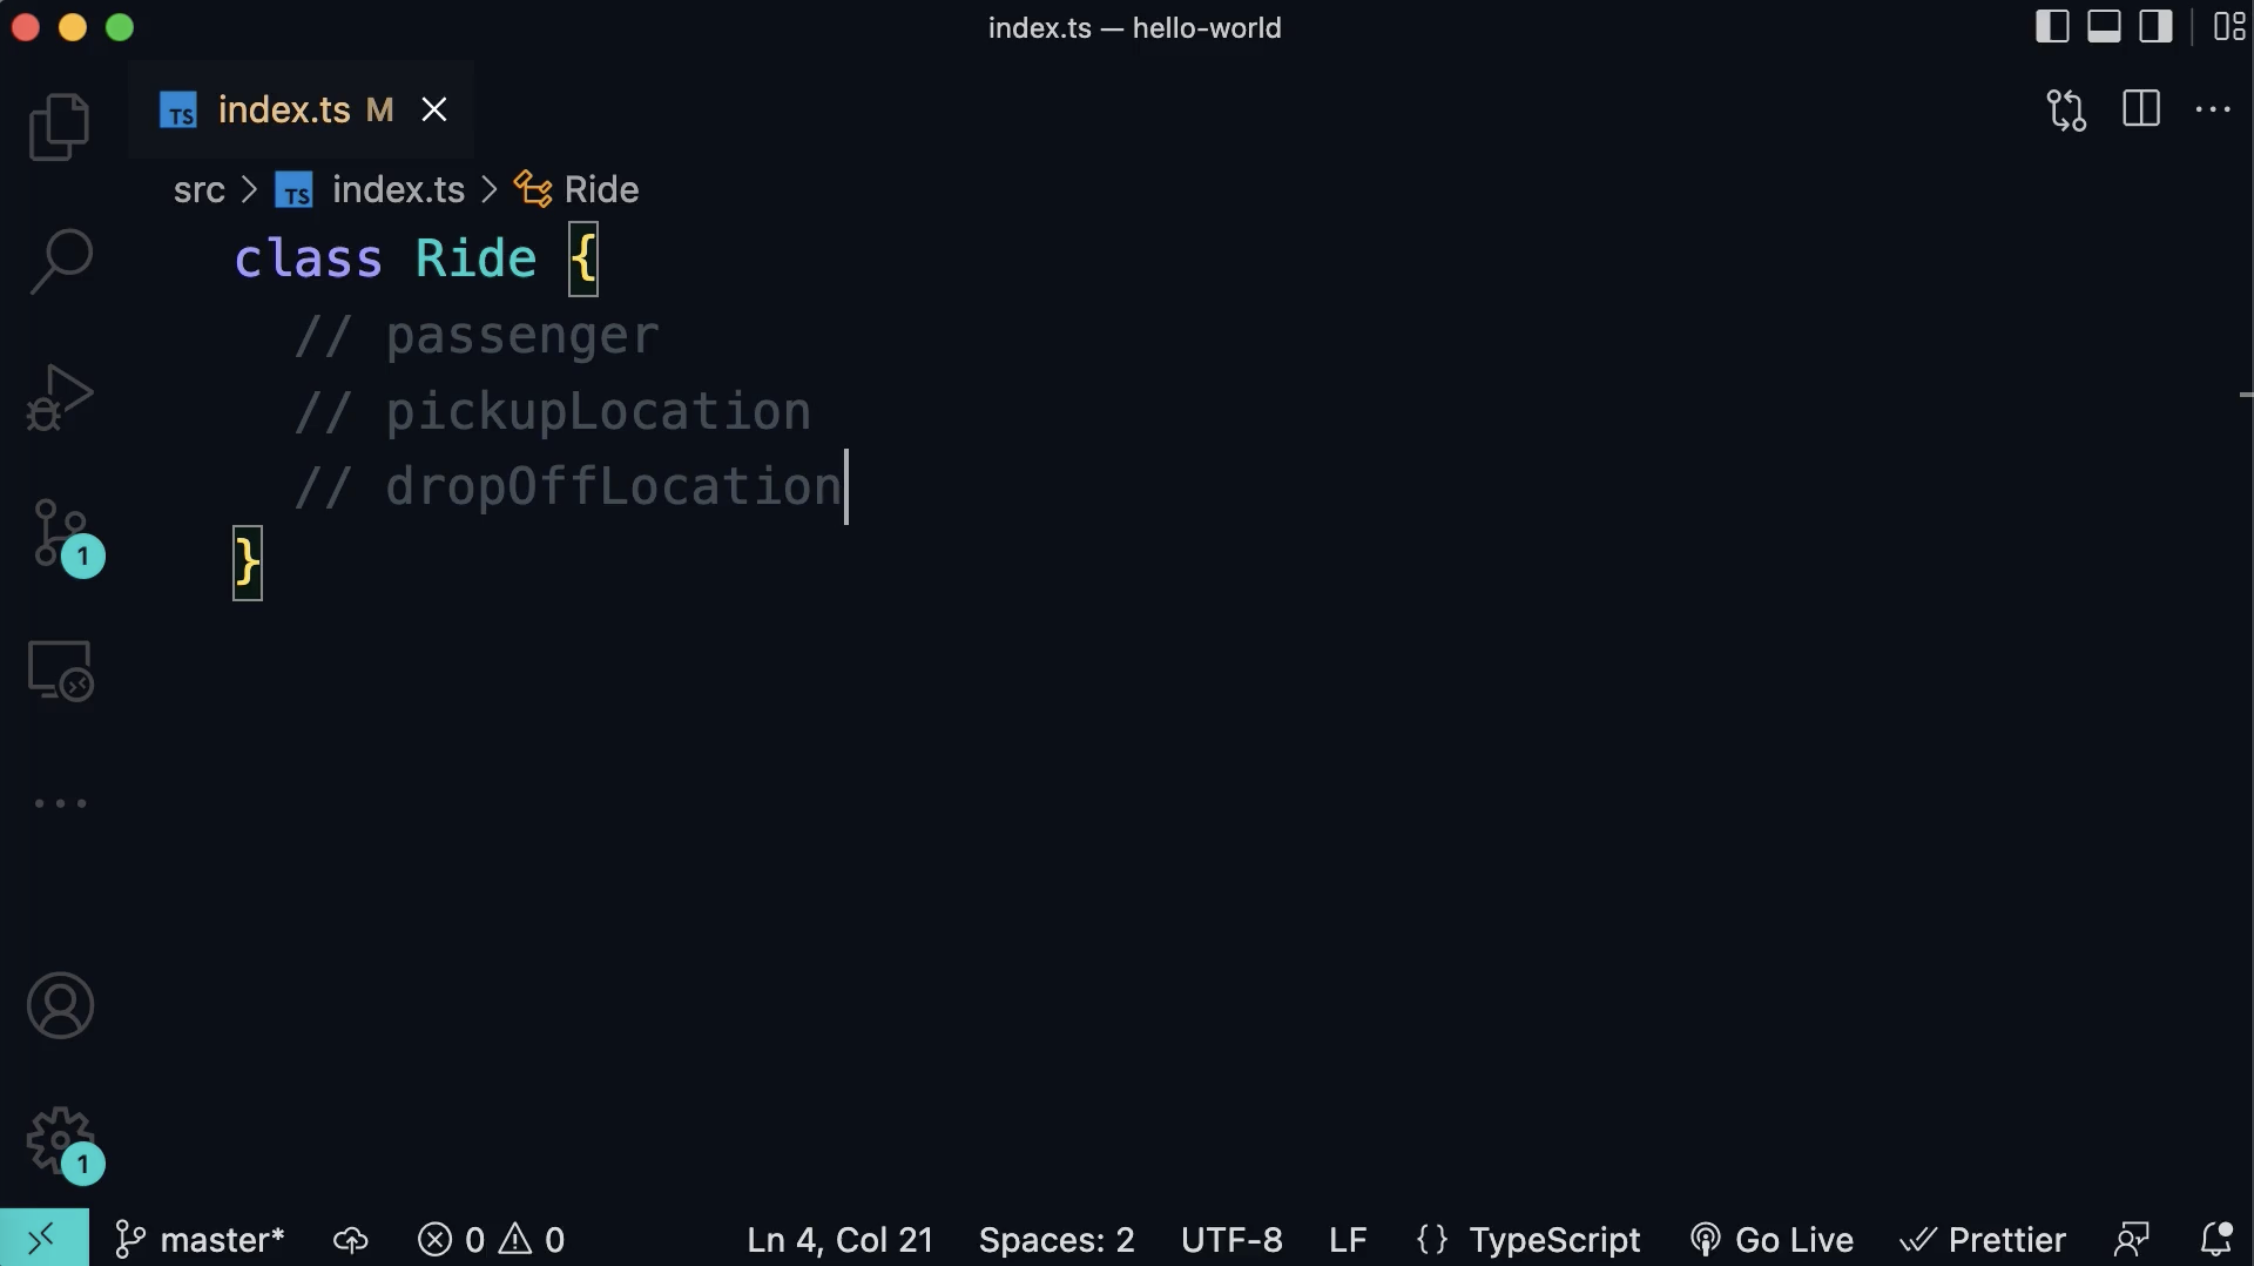 index.ts — hello-world
TS index.ts M
src > TS index.ts > Ride
class Ride {
// passenger
// pickupLocation
// dropOffLocation
}
1
1
master* 0 0 Ln 4, Col 21 Spaces: 2 UTF-8 LF {} TypeScript Go Live Prettier